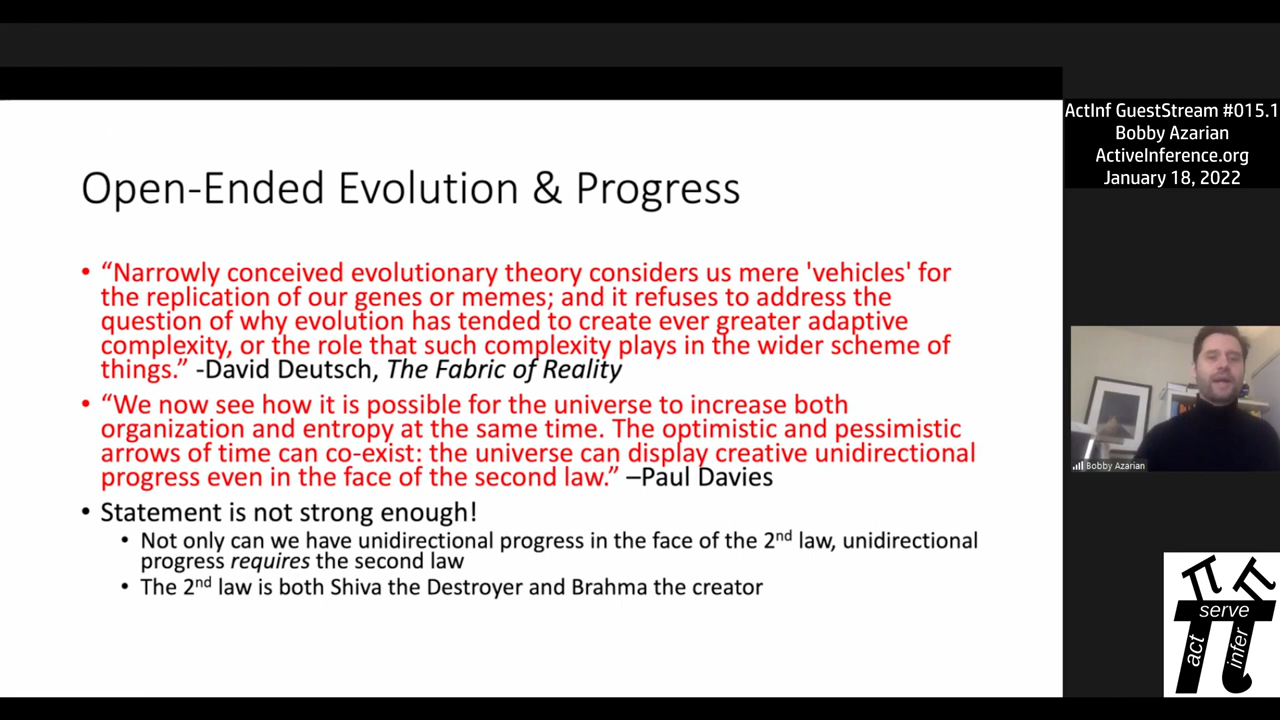 Open-Ended Evolution & Progress
• “Narrowly conceived evolutionary theory considers us mere 'vehicles' for
the replication of our genes or memes; and it refuses to address the
question of why evolution has tended to create ever greater adaptive
complexity, or the role that such complexity plays in the wider scheme of
things.” -David Deutsch, The Fabric of Reality
• “We now see how it is possible for the universe to increase both
organization and entropy at the same time. The optimistic and pessimistic
arrows of time can co-exist: the universe can display creative unidirectional
progress even in the face of the second law.” –Paul Davies
• Statement is not strong enough!
• Not only can we have unidirectional progress in the face of the 2nd law, unidirectional
progress requires the second law
• The 2nd law is both Shiva the Destroyer and Brahma the creator
ActInf GuestStream #015.1
Bobby Azarian
ActiveInference.org
January 18, 2022
Bobby Azarian
π π
serve
act
infer